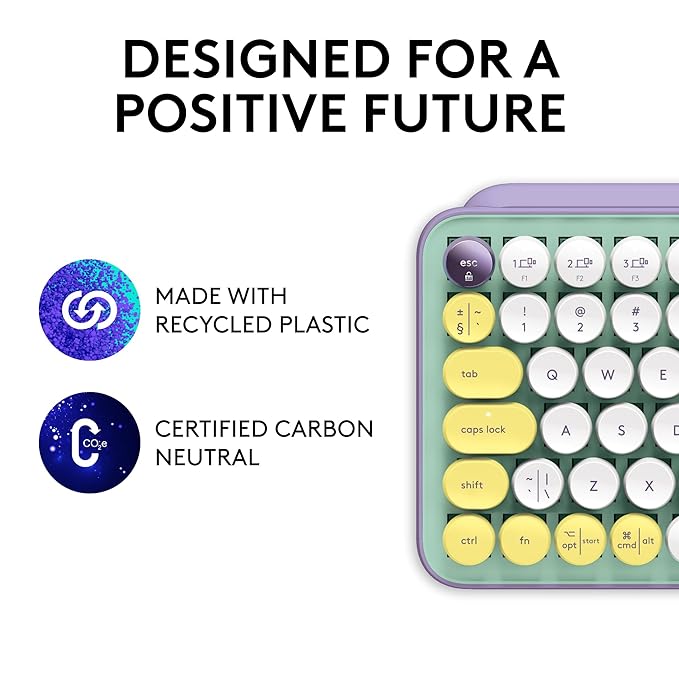 DESIGNED FOR A
POSITIVE FUTURE
MADE WITH
RECYCLED PLASTIC
CO₂e
CERTIFIED CARBON
NEUTRAL
esc 1 2 3
F1 F2 F3
± ~ ! @ #
§ ` 1 2 3
tab Q W E
caps lock A S D
shift ~ | Z X
` \
ctrl fn ⌥ opt start ⌘ cmd alt